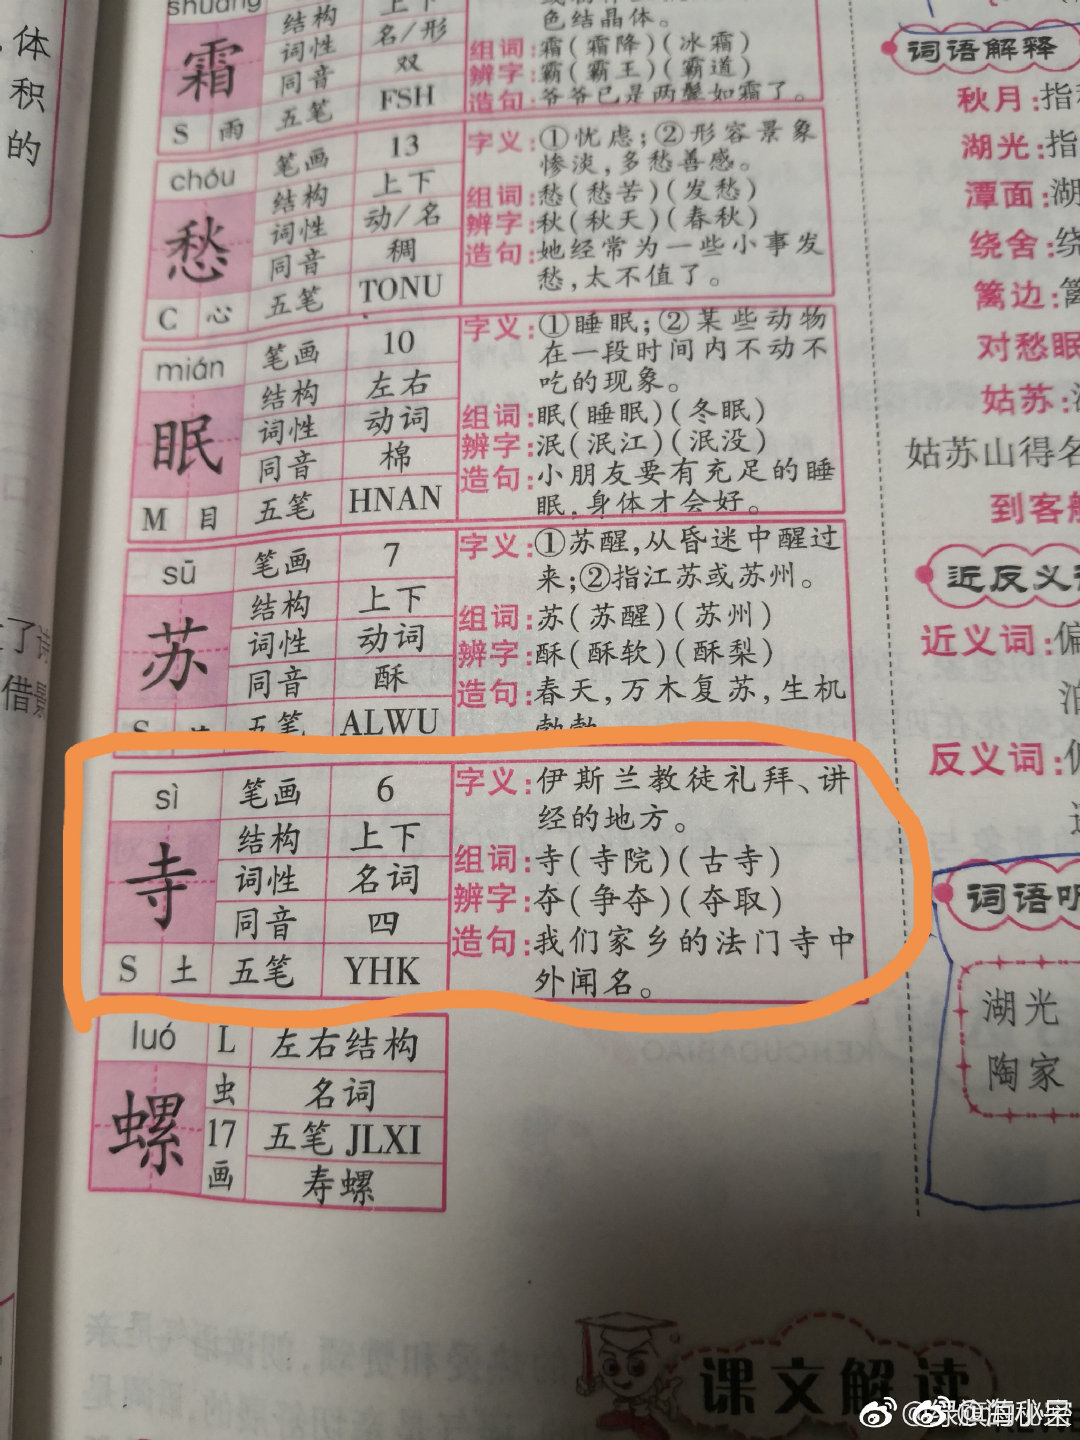 体
积
的
了诗
借景
shuāng
霜
S 雨
结构 上下
词性 名/形
同音 双
五笔 FSH
色结晶体。
组词:霜(霜降)(冰霜)
辨字:霸(霸王)(霸道)
造句:爷爷已是两鬓如霜了。
chóu
愁
C 心
笔画 13
结构 上下
词性 动/名
同音 稠
五笔 TONU
字义:①忧虑;②形容景象
惨淡,多愁善感。
组词:愁(愁苦)(发愁)
辨字:秋(秋天)(春秋)
造句:她经常为一些小事发
愁,太不值了。
mián
眠
M 目
笔画 10
结构 左右
词性 动词
同音 棉
五笔 HNAN
字义:①睡眠;②某些动物
在一段时间内不动不
吃的现象。
组词:眠(睡眠)(冬眠)
辨字:泯(泯江)(泯没)
造句:小朋友要有充足的睡
眠,身体才会好。
sū
苏
S
笔画 7
结构 上下
词性 动词
同音 酥
五笔 ALWU
字义:①苏醒,从昏迷中醒过
来;②指江苏或苏州。
组词:苏(苏醒)(苏州)
辨字:酥(酥软)(酥梨)
造句:春天,万木复苏,生机
勃勃
sì
寺
S 土
笔画 6
结构 上下
词性 名词
同音 四
五笔 YHK
字义:伊斯兰教徒礼拜、讲
经的地方。
组词:寺(寺院)(古寺)
辨字:夺(争夺)(夺取)
造句:我们家乡的法门寺中
外闻名。
luó
螺
L
虫
17
画
左右结构
名词
五笔 JLXI
寿螺
词语解释
秋月:指
湖光:指
潭面:湖
绕舍:绕
篱边:篱
对愁眠
姑苏:
姑苏山得名
到客船
近反义词
近义词:偏
反义词:
词语听
湖光
陶家
课文解读